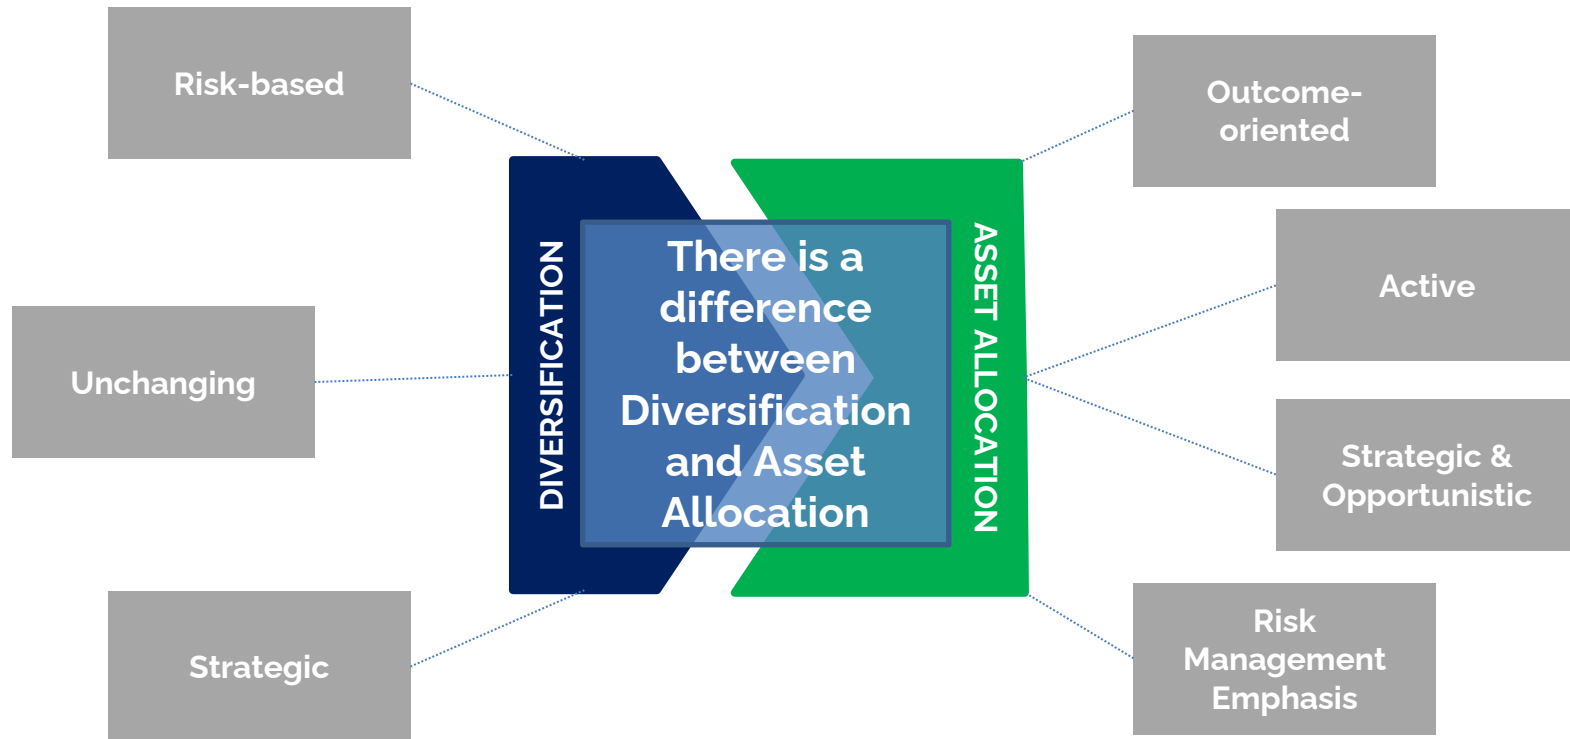 Risk-based
Unchanging
Strategic
DIVERSIFICATION
There is a
difference
between
Diversification
and Asset
Allocation
ASSET ALLOCATION
Outcome-
oriented
Active
Strategic &
Opportunistic
Risk
Management
Emphasis